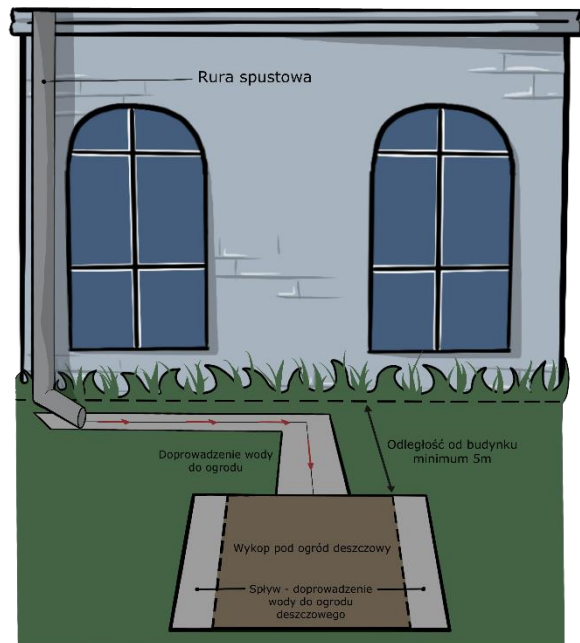 Rura spustowa
Odległość od budynku
minimum 5m
Doprowadzenie wody
do ogrodu
Wykop pod ogród deszczowy
Spływ - doprowadzenie
wody do ogrodu
deszczowego